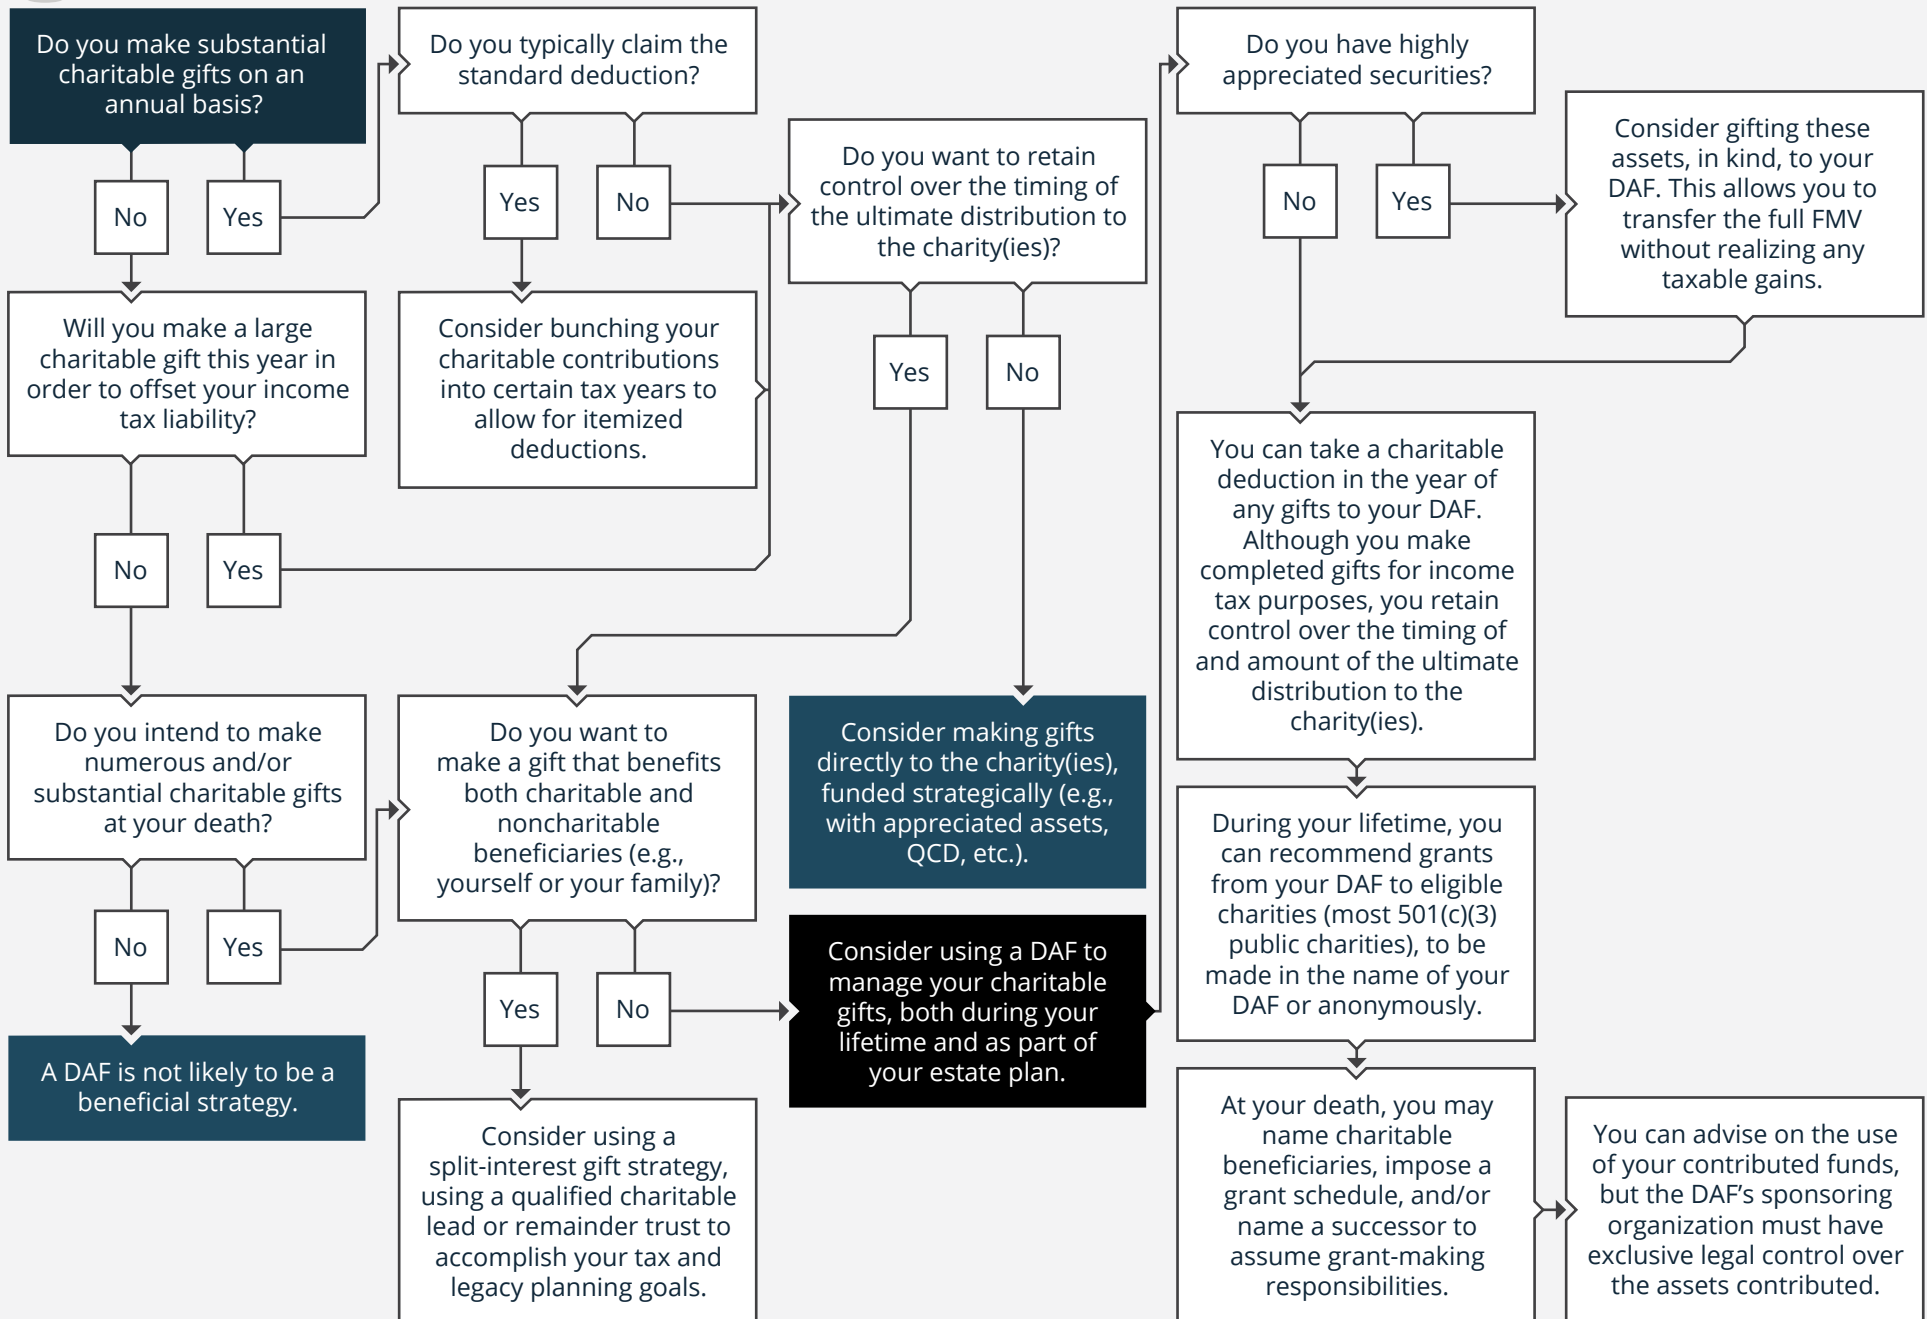 Do you make substantial
charitable gifts on an
annual basis?
No
Yes
Will you make a large
charitable gift this year in
order to offset your income
tax liability?
No
Yes
Do you intend to make
numerous and/or
substantial charitable gifts
at your death?
No
Yes
A DAF is not likely to be a
beneficial strategy.
Do you typically claim the
standard deduction?
Yes
No
Consider bunching your
charitable contributions
into certain tax years to
allow for itemized
deductions.
Do you want to
make a gift that benefits
both charitable and
noncharitable
beneficiaries (e.g.,
yourself or your family)?
Yes
No
Consider using a
split-interest gift strategy,
using a qualified charitable
lead or remainder trust to
accomplish your tax and
legacy planning goals.
Do you want to retain
control over the timing of
the ultimate distribution to
the charity(ies)?
Yes
No
Consider making gifts
directly to the charity(ies),
funded strategically (e.g.,
with appreciated assets,
QCD, etc.).
Consider using a DAF to
manage your charitable
gifts, both during your
lifetime and as part of
your estate plan.
Do you have highly
appreciated securities?
No
Yes
Consider gifting these
assets, in kind, to your
DAF. This allows you to
transfer the full FMV
without realizing any
taxable gains.
You can take a charitable
deduction in the year of
any gifts to your DAF.
Although you make
completed gifts for income
tax purposes, you retain
control over the timing of
and amount of the ultimate
distribution to the
charity(ies).
During your lifetime, you
can recommend grants
from your DAF to eligible
charities (most 501(c)(3)
public charities), to be
made in the name of your
DAF or anonymously.
At your death, you may
name charitable
beneficiaries, impose a
grant schedule, and/or
name a successor to
assume grant-making
responsibilities.
You can advise on the use
of your contributed funds,
but the DAF’s sponsoring
organization must have
exclusive legal control over
the assets contributed.